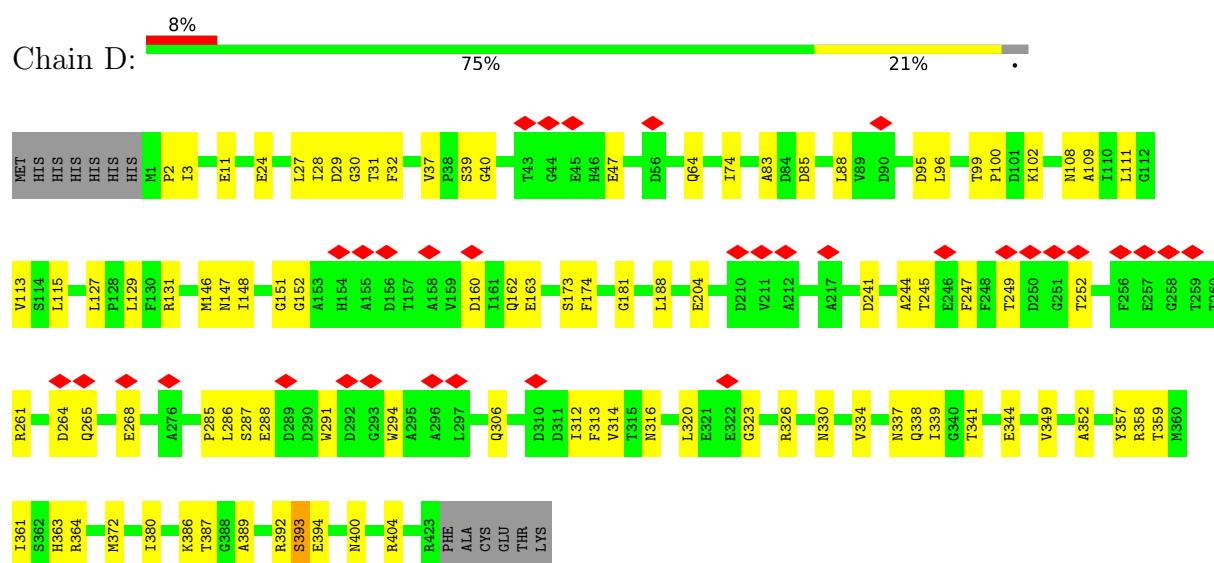 8%
Chain D:
75% 21% •
MET HIS HIS HIS HIS HIS HIS M1 P2 I3 E11 E24 L27 I28 D29 G30 T31 F32 V37 P38 S39 G40 T43 G44 E45 H46 E47 D56 Q64 I74 A83 D84 D85 L88 V89 D90 D95 L96 T99 P100 D101 K102 N108 A109 I110 L111 G112
V113 S114 L115 L127 P128 L129 F130 R131 M146 N147 I148 G151 G152 A153 H154 A155 D156 T157 A158 V159 D160 I161 Q162 E163 S173 F174 G181 L188 E204 D210 V211 A212 A217 D241 A244 T245 E246 F247 F248 T249 D250 G251 T252 F256 E257 G258 T259 T260
R261 D264 Q265 E268 A276 P285 L286 S287 E288 D289 D290 W291 D292 G293 W294 A295 A296 L297 Q306 D310 D311 I312 F313 V314 T315 N316 L320 E321 E322 G323 R326 N330 V334 N337 Q338 I339 G340 T341 E344 V349 A352 Y357 R358 T359 M360
I361 S362 H363 R364 M372 I380 K386 T387 G388 A389 R392 S393 E394 N400 R404 R423 PHE ALA CYS GLU THR LYS